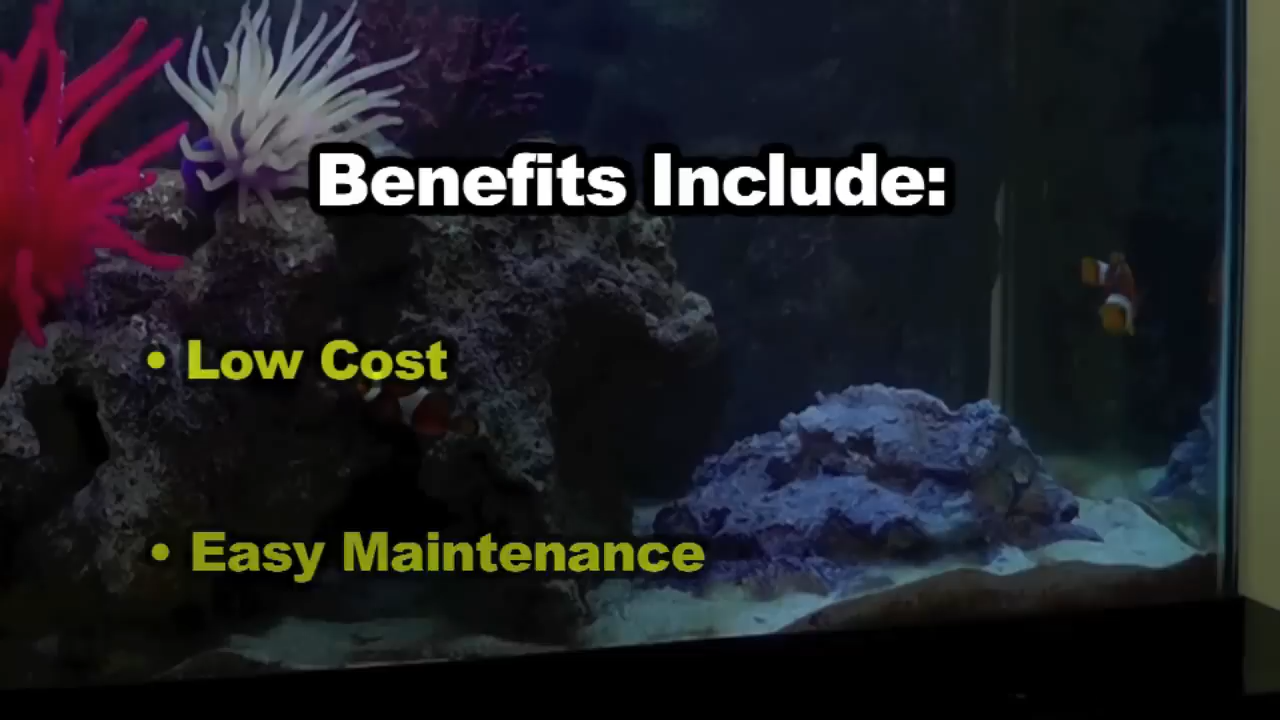 Benefits Include:
• Low Cost
• Easy Maintenance